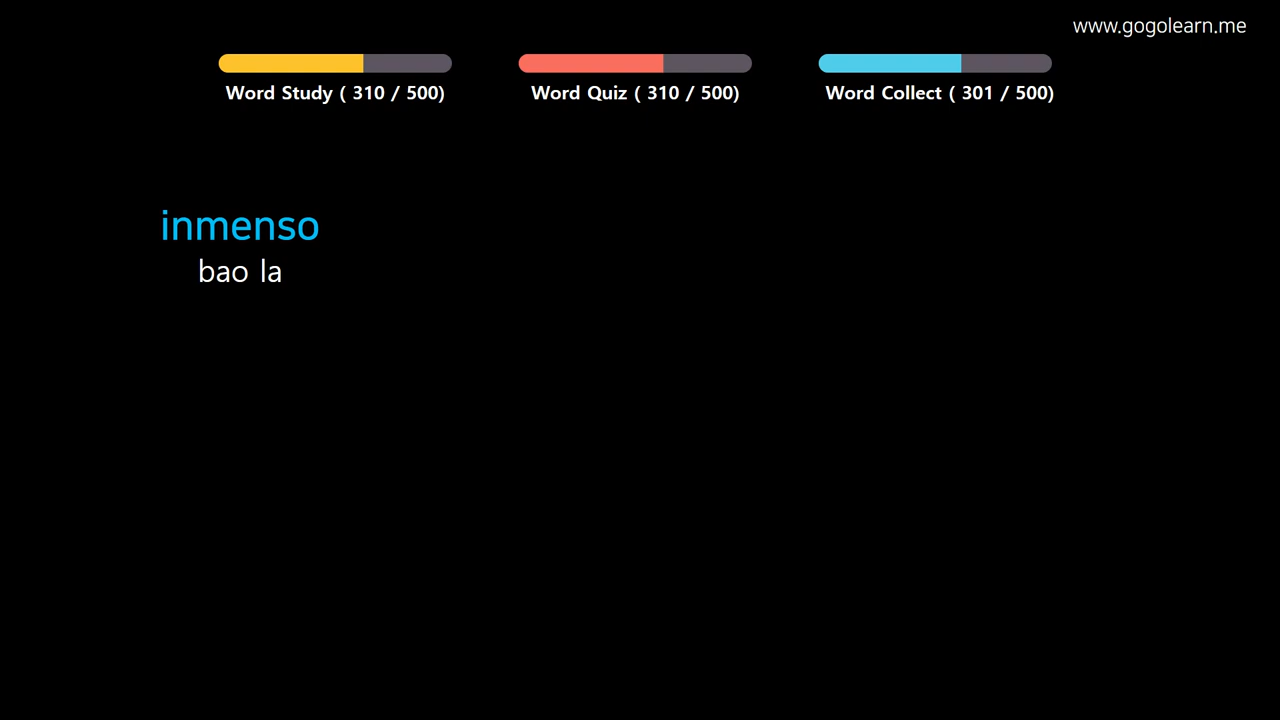 www.gogolearn.me
Word Study ( 310 / 500)
Word Quiz ( 310 / 500)
Word Collect ( 301 / 500)
inmenso
bao la